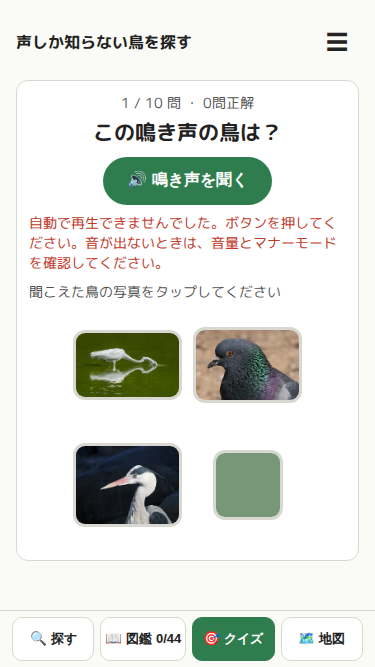 声しか知らない鳥を探す
1 / 10 問 · 0問正解
この鳴き声の鳥は？
🔊 鳴き声を聞く
自動で再生できませんでした。ボタンを押してく
ださい。音が出ないときは、音量とマナーモード
を確認してください。
聞こえた鳥の写真をタップしてください
🔍 探す
📖 図鑑 0/44
🎯 クイズ
🗺️ 地図